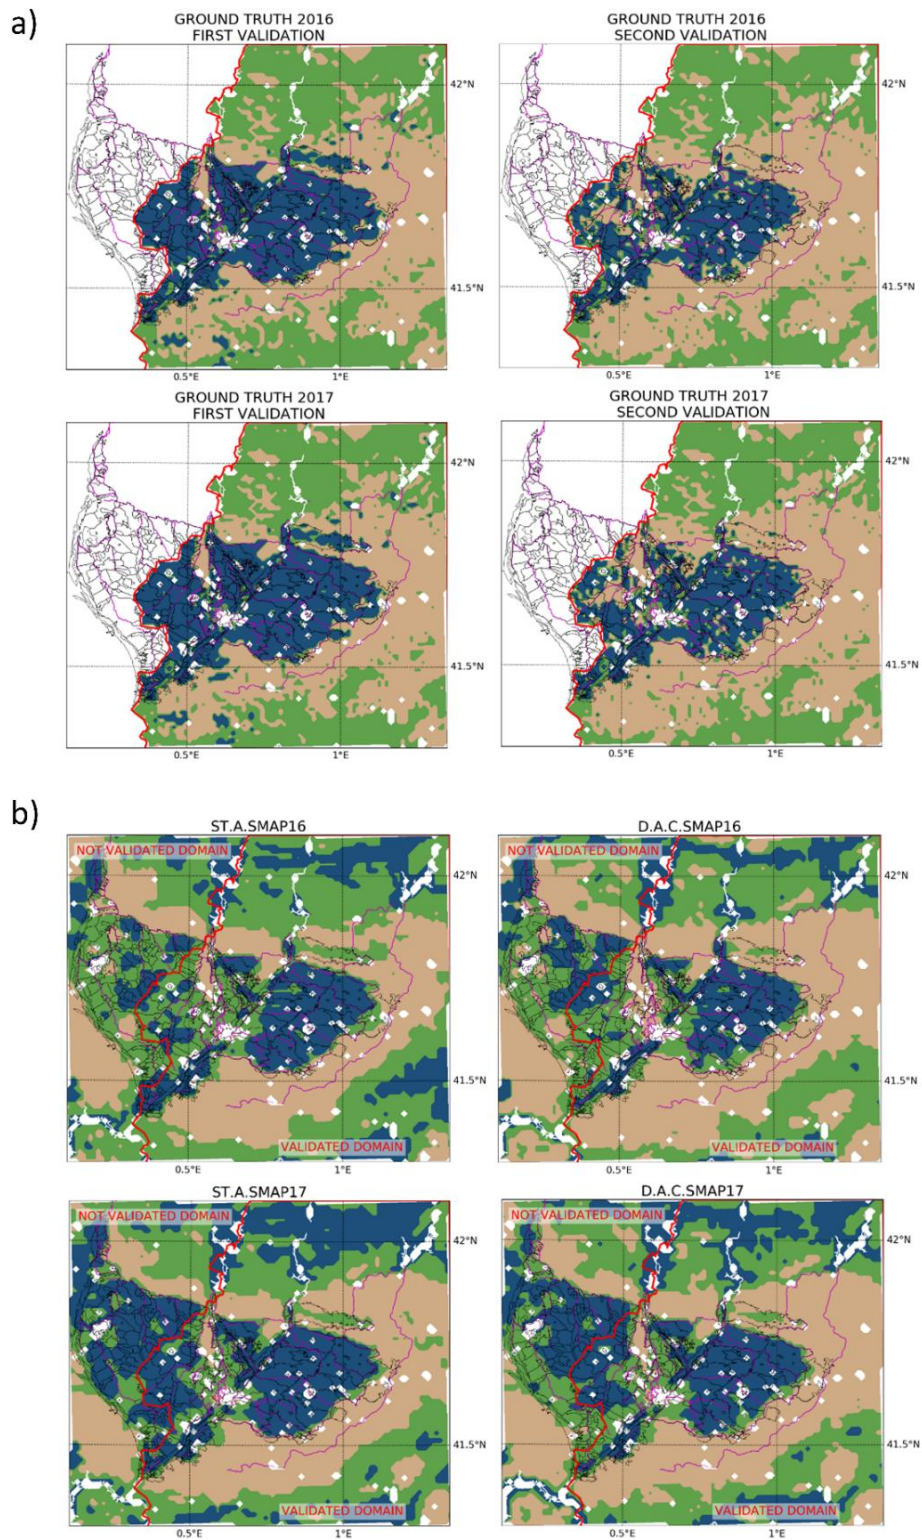 a)
GROUND TRUTH 2016
FIRST VALIDATION
GROUND TRUTH 2016
SECOND VALIDATION
42°N
42°N
41.5°N
41.5°N
0.5°E
1°E
0.5°E
1°E
GROUND TRUTH 2017
FIRST VALIDATION
GROUND TRUTH 2017
SECOND VALIDATION
42°N
42°N
41.5°N
41.5°N
0.5°E
1°E
0.5°E
1°E
b)
ST.A.SMAP16
D.A.C.SMAP16
NOT VALIDATED DOMAIN
NOT VALIDATED DOMAIN
42°N
42°N
41.5°N
41.5°N
VALIDATED DOMAIN
VALIDATED DOMAIN
0.5°E
1°E
0.5°E
1°E
ST.A.SMAP17
D.A.C.SMAP17
NOT VALIDATED DOMAIN
NOT VALIDATED DOMAIN
42°N
42°N
41.5°N
41.5°N
VALIDATED DOMAIN
VALIDATED DOMAIN
0.5°E
1°E
0.5°E
1°E